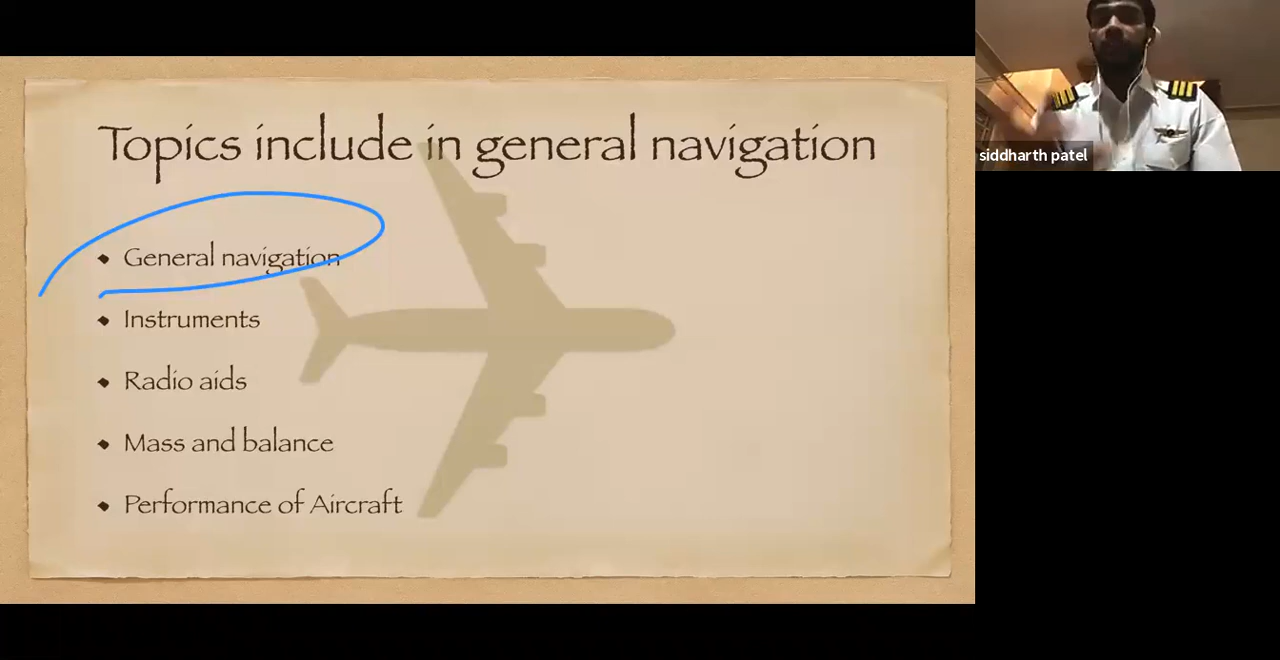 Topics include in general navigation
General navigation
Instruments
Radio aids
Mass and balance
Performance of Aircraft
siddharth patel